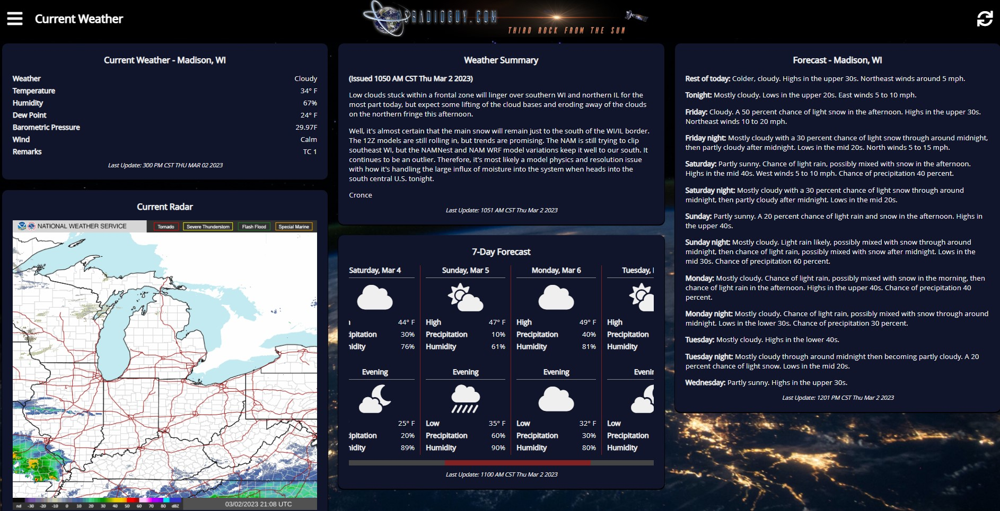 Current Weather
SRADIOGUY.COM
THIRD ROCK FROM THE SUN
Current Weather - Madison, WI
Weather Cloudy
Temperature 34° F
Humidity 67%
Dew Point 24° F
Barometric Pressure 29.97F
Wind Calm
Remarks TC 1
Last Update: 300 PM CST THU MAR 02 2023
Current Radar
NATIONAL WEATHER SERVICE Tornado Severe Thunderstorm Flash Flood Special Marine
nd -30 -20 -10 0 10 20 30 40 50 60 70 80 dBZ
03/02/2023 21:08 UTC
Weather Summary
(Issued 1050 AM CST Thu Mar 2 2023)
Low clouds stuck within a frontal zone will linger over southern WI and northern IL for the
most part today, but expect some lifting of the cloud bases and eroding away of the clouds
on the northern fringe this afternoon.
Well, it's almost certain that the main snow will remain just to the south of the WI/IL border.
The 12Z models are still rolling in, but trends are promising. The NAM is still trying to clip
southeast WI, but the NAMNest and NAM WRF model variations keep it well to our south. It
continues to be an outlier. Therefore, it's most likely a model physics and resolution issue
with how it's handling the large influx of moisture into the system when heads into the
south central U.S. tonight.
Cronce
Last Update: 1051 AM CST Thu Mar 2 2023
7-Day Forecast
Saturday, Mar 4 Sunday, Mar 5 Monday, Mar 6 Tuesday,
44° F High 47° F High 49° F High
ipitation 30% Precipitation 10% Precipitation 40% Precipitation
nidity 76% Humidity 61% Humidity 81% Humidity
Evening Evening Evening Evenin
25° F Low 35° F Low 32° F Low
ipitation 20% Precipitation 60% Precipitation 30% Precipitation
nidity 89% Humidity 90% Humidity 80% Humidity
Last Update: 1100 AM CST Thu Mar 2 2023
Forecast - Madison, WI
Rest of today: Colder, cloudy. Highs in the upper 30s. Northeast winds around 5 mph.
Tonight: Mostly cloudy. Lows in the upper 20s. East winds 5 to 10 mph.
Friday: Cloudy. A 50 percent chance of light snow in the afternoon. Highs in the upper 30s.
Northeast winds 10 to 20 mph.
Friday night: Mostly cloudy with a 30 percent chance of light snow through around midnight,
then partly cloudy after midnight. Lows in the mid 20s. North winds 5 to 15 mph.
Saturday: Partly sunny. Chance of light rain, possibly mixed with snow in the afternoon.
Highs in the mid 40s. West winds 5 to 10 mph. Chance of precipitation 40 percent.
Saturday night: Mostly cloudy with a 30 percent chance of light snow through around
midnight, then partly cloudy after midnight. Lows in the mid 20s.
Sunday: Partly sunny. A 20 percent chance of light rain and snow in the afternoon. Highs in
the upper 40s.
Sunday night: Mostly cloudy. Light rain likely, possibly mixed with snow through around
midnight, then chance of light rain, possibly mixed with snow after midnight. Lows in the
mid 30s. Chance of precipitation 60 percent.
Monday: Mostly cloudy. Chance of light rain, possibly mixed with snow in the morning, then
chance of light rain in the afternoon. Highs in the upper 40s. Chance of precipitation 40
percent.
Monday night: Mostly cloudy. Chance of light rain, possibly mixed with snow through around
midnight. Lows in the lower 30s. Chance of precipitation 30 percent.
Tuesday: Mostly cloudy. Highs in the lower 40s.
Tuesday night: Mostly cloudy through around midnight then becoming partly cloudy. A 20
percent chance of light snow. Lows in the mid 20s.
Wednesday: Partly sunny. Highs in the upper 30s.
Last Update: 1201 PM CST Thu Mar 2 2023